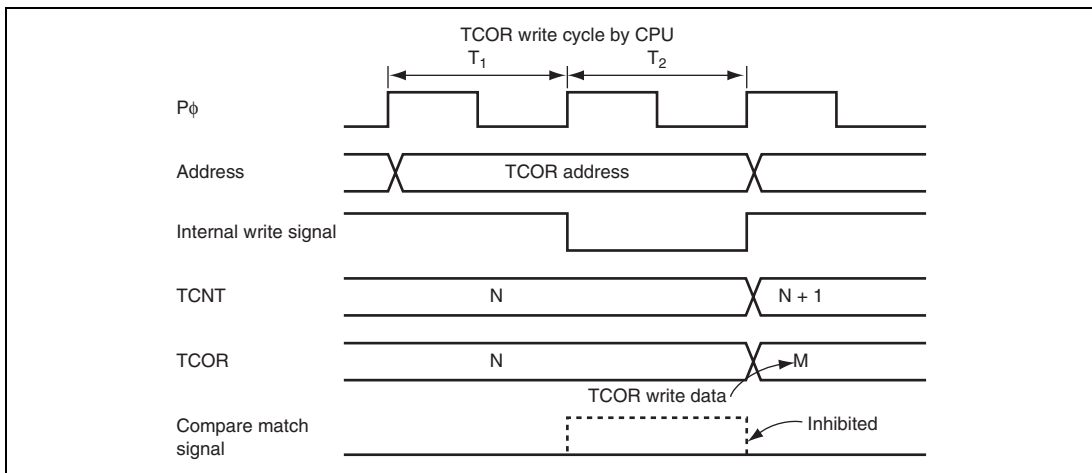 TCOR write cycle by CPU
T1 T2
Pϕ
Address TCOR address
Internal write signal
TCNT N N + 1
TCOR N M
TCOR write data
Compare match
signal
Inhibited